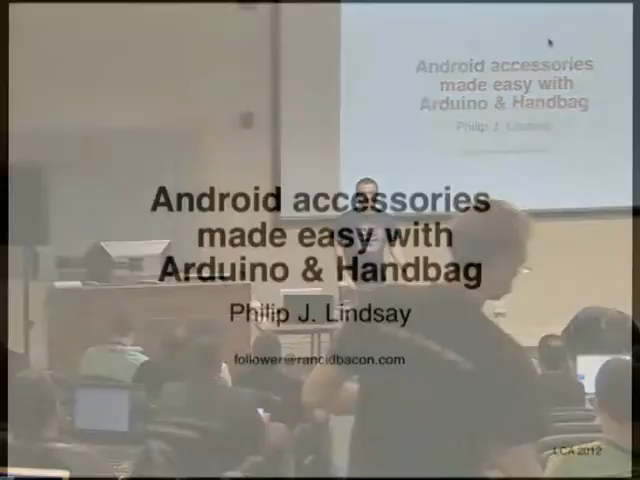 Android accessories
made easy with
Arduino & Handbag
Philip J. Lindsay
Android accessories
made easy with
Arduino & Handbag
Philip J. Lindsay
follower@rancidbacon.com
LCA 2012